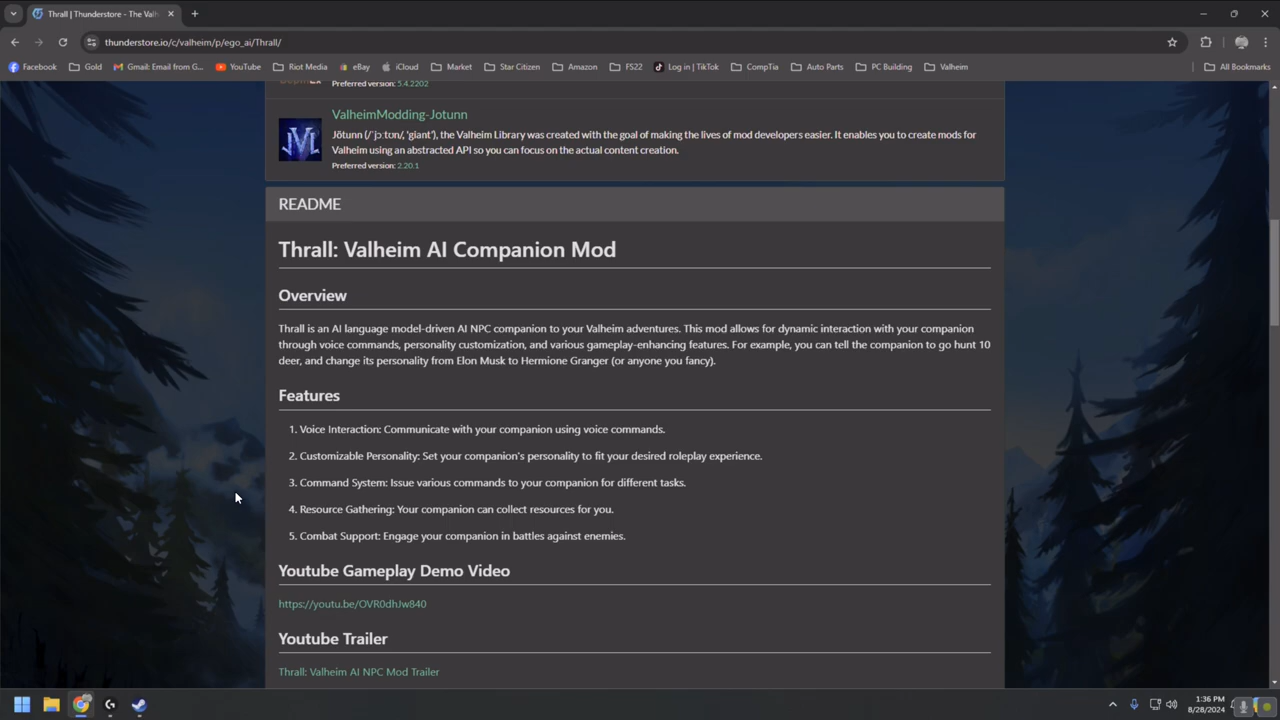 Thrall | Thunderstore - The Valh
thunderstore.io/c/valheim/p/ego_ai/Thrall/
Facebook
Gold
Gmail: Email from G...
YouTube
Riot Media
eBay
iCloud
Market
Star Citizen
Amazon
FS22
Log in | TikTok
CompTia
Auto Parts
PC Building
Valheim
All Bookmarks
Preferred version: 5.4.2202
ValheimModding-Jotunn
Jötunn (/ˈjɔːtʊn/, 'giant'), the Valheim Library was created with the goal of making the lives of mod developers easier. It enables you to create mods for
Valheim using an abstracted API so you can focus on the actual content creation.
Preferred version: 2.20.1
README
Thrall: Valheim AI Companion Mod
Overview
Thrall is an AI language model-driven AI NPC companion to your Valheim adventures. This mod allows for dynamic interaction with your companion
through voice commands, personality customization, and various gameplay-enhancing features. For example, you can tell the companion to go hunt 10
deer, and change its personality from Elon Musk to Hermione Granger (or anyone you fancy).
Features
1. Voice Interaction: Communicate with your companion using voice commands.
2. Customizable Personality: Set your companion's personality to fit your desired roleplay experience.
3. Command System: Issue various commands to your companion for different tasks.
4. Resource Gathering: Your companion can collect resources for you.
5. Combat Support: Engage your companion in battles against enemies.
Youtube Gameplay Demo Video
https://youtu.be/OVR0dhJw840
Youtube Trailer
Thrall: Valheim AI NPC Mod Trailer
1:36 PM
8/28/2024